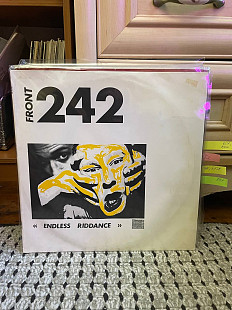 FRONT
242
« ENDLESS RIDDANCE »